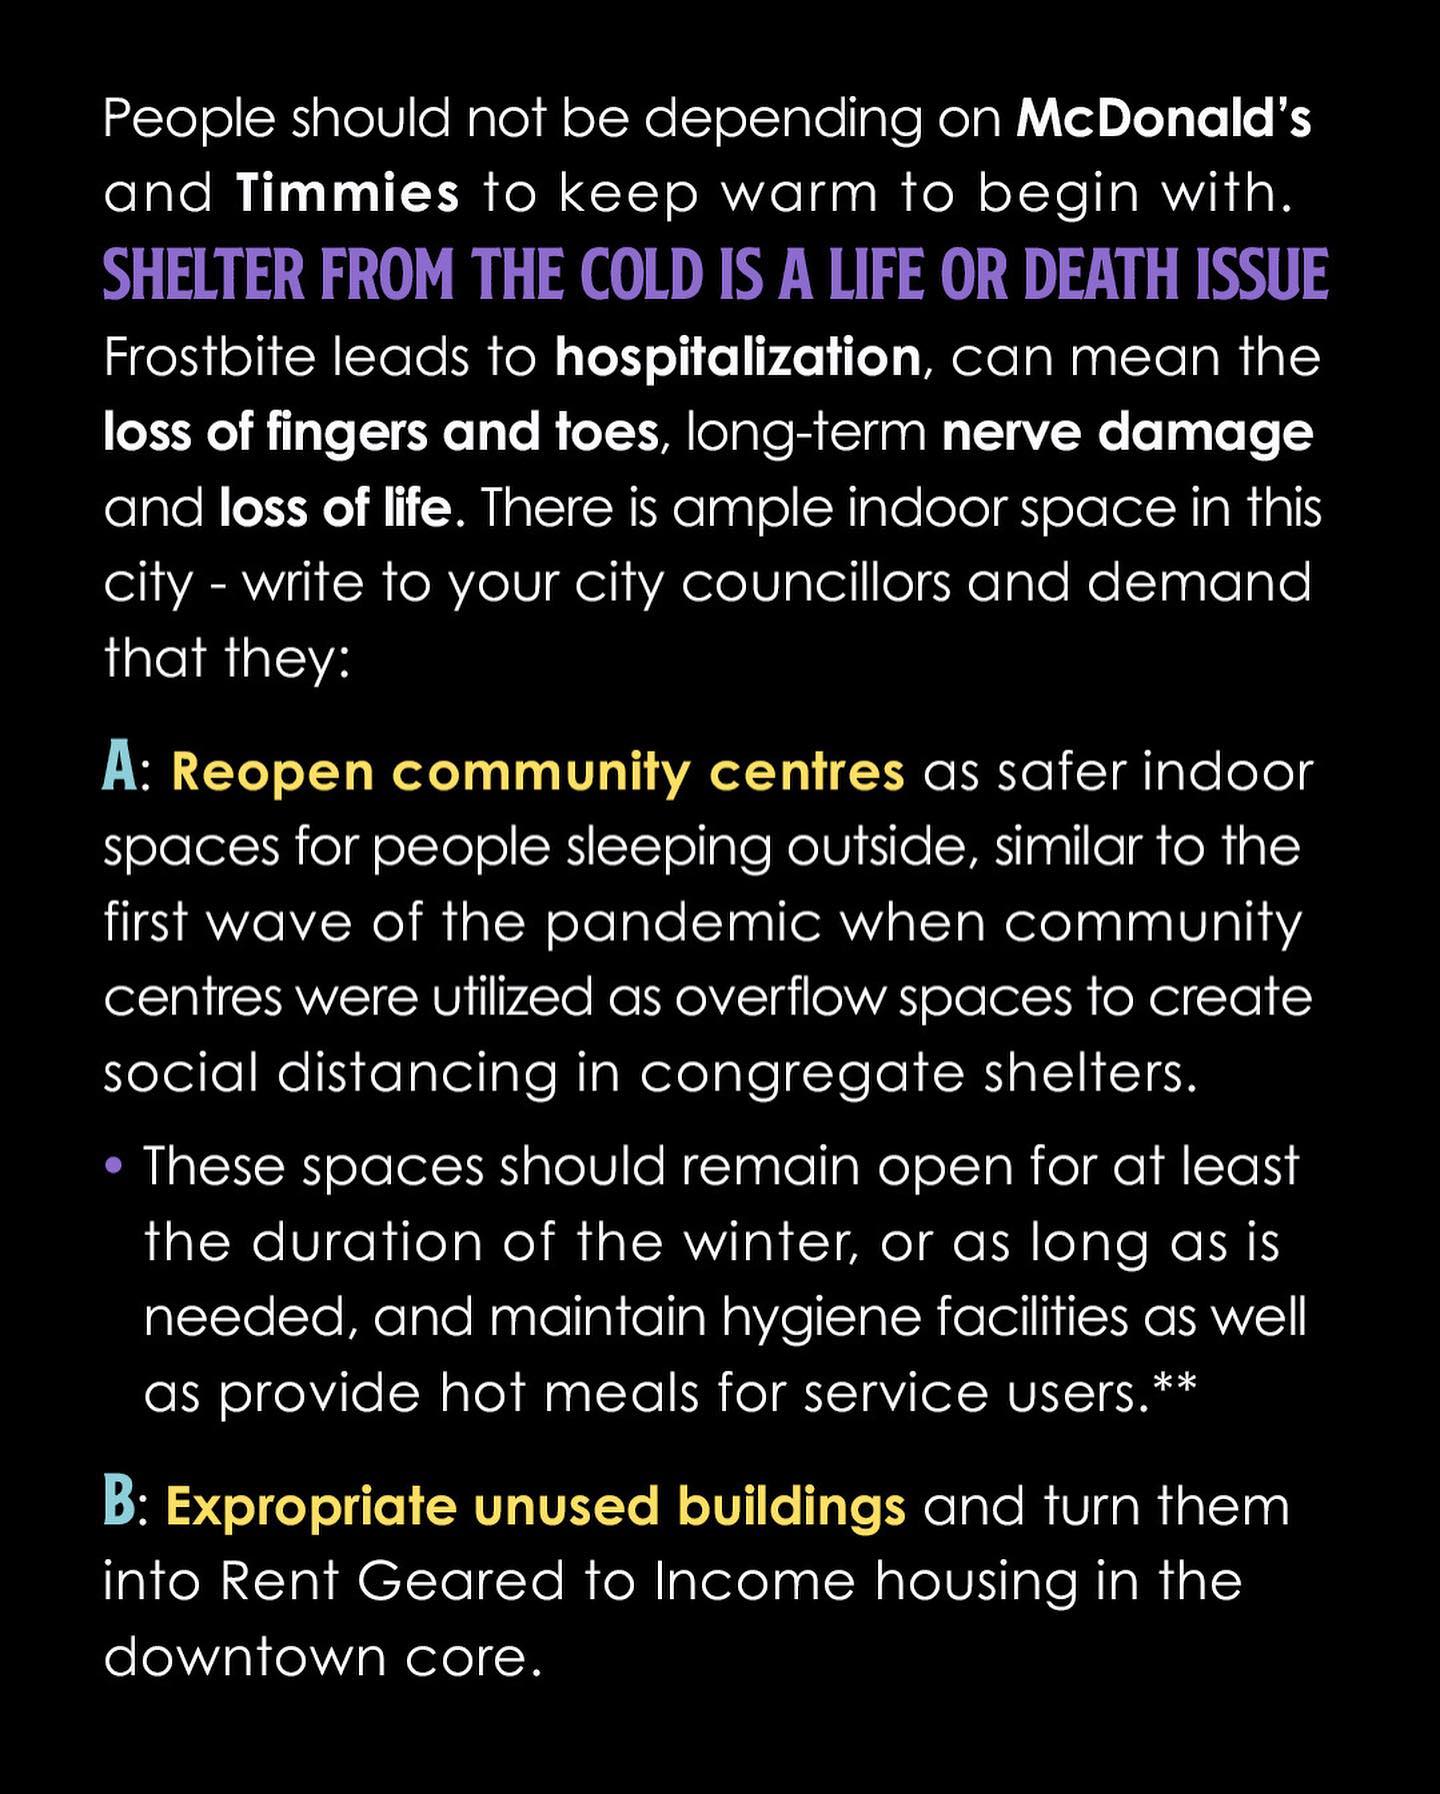 People should not be depending on McDonald's
and Timmies to keep warm to begin with.
SHELTER FROM THE COLD IS A LIFE OR DEATH ISSUE
Frostbite leads to hospitalization, can mean the
loss of fingers and toes, long-term nerve damage
and loss of life. There is ample indoor space in this
city - write to your city councillors and demand
that they:
A: Reopen community centres as safer indoor
spaces for people sleeping outside, similar to the
first wave of the pandemic when community
centres were utilized as overflow spaces to create
social distancing in congregate shelters.
• These spaces should remain open for at least
the duration of the winter, or as long as is
needed, and maintain hygiene facilities as well
as provide hot meals for service users.**
B: Expropriate unused buildings and turn them
into Rent Geared to Income housing in the
downtown core.